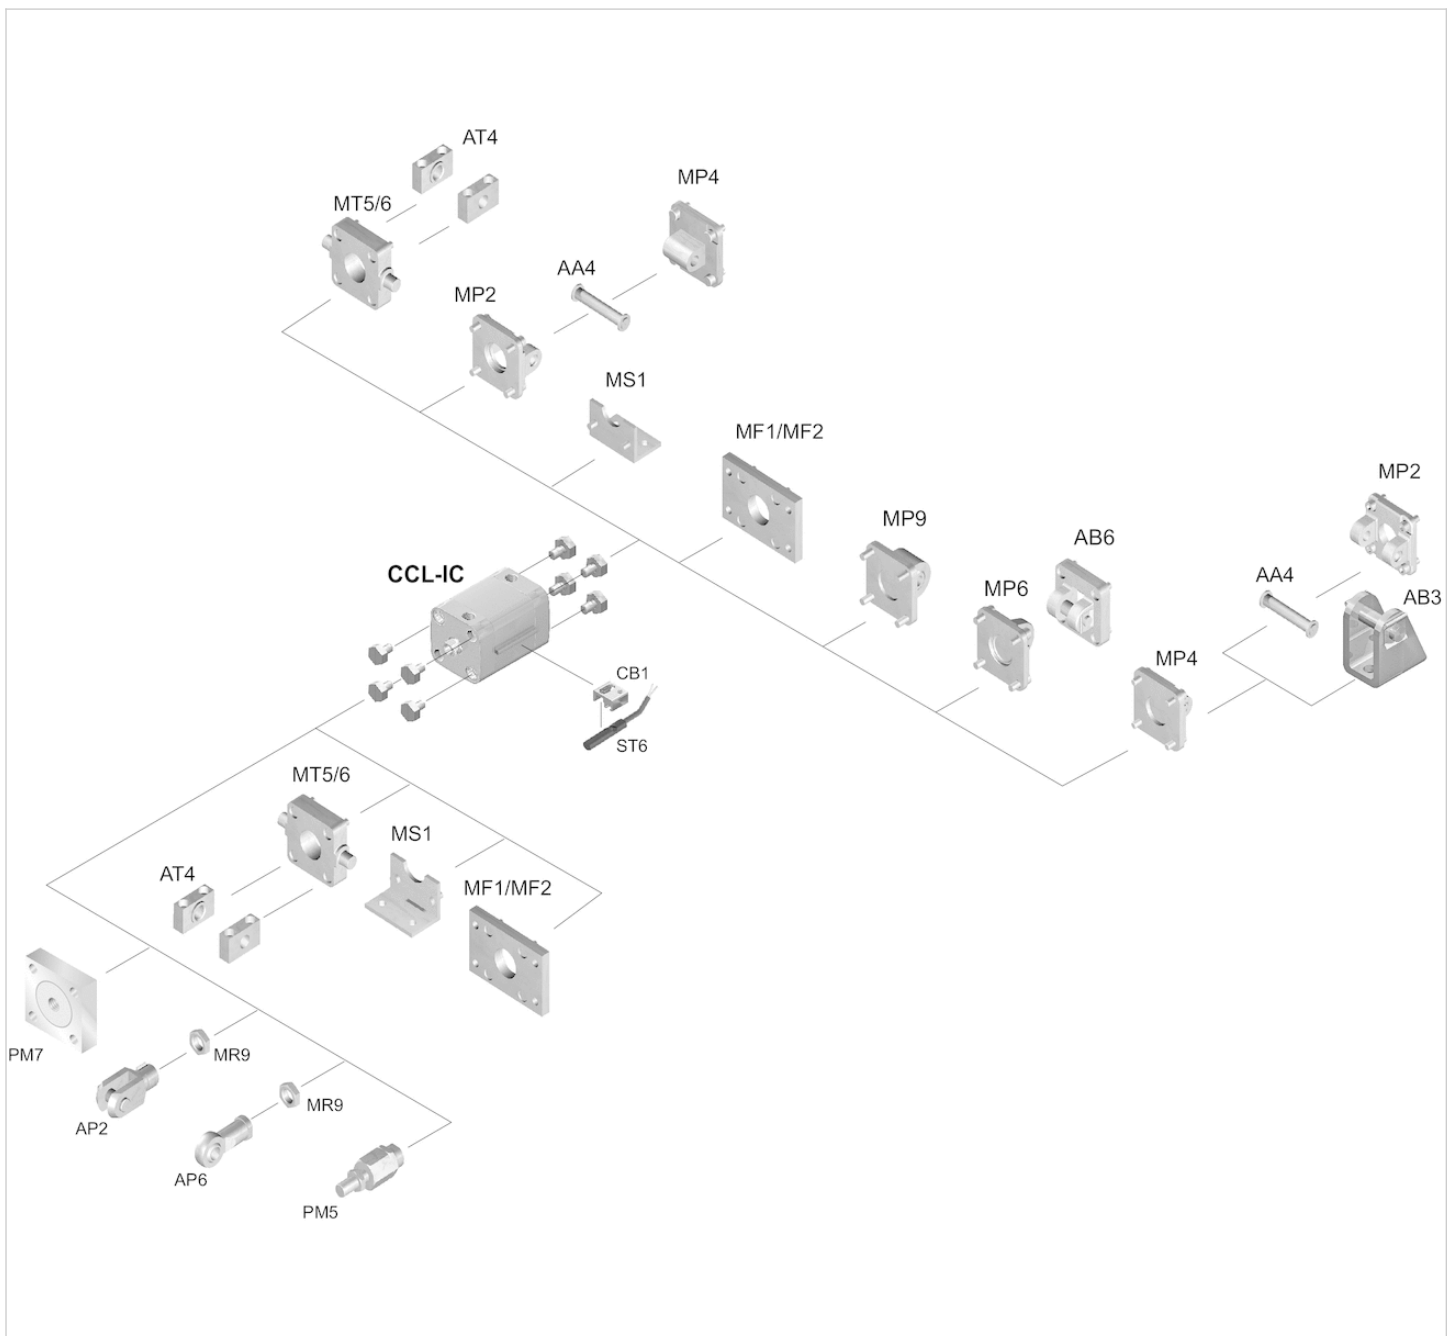 AT4
MP4
MT5/6
AA4
MP2
MS1
MF1/MF2
MP2
MP9
AB6
CCL-IC
AA4
MP6
AB3
MP4
CB1
ST6
MT5/6
MS1
AT4
MF1/MF2
PM7
MR9
MR9
AP2
AP6
PM5